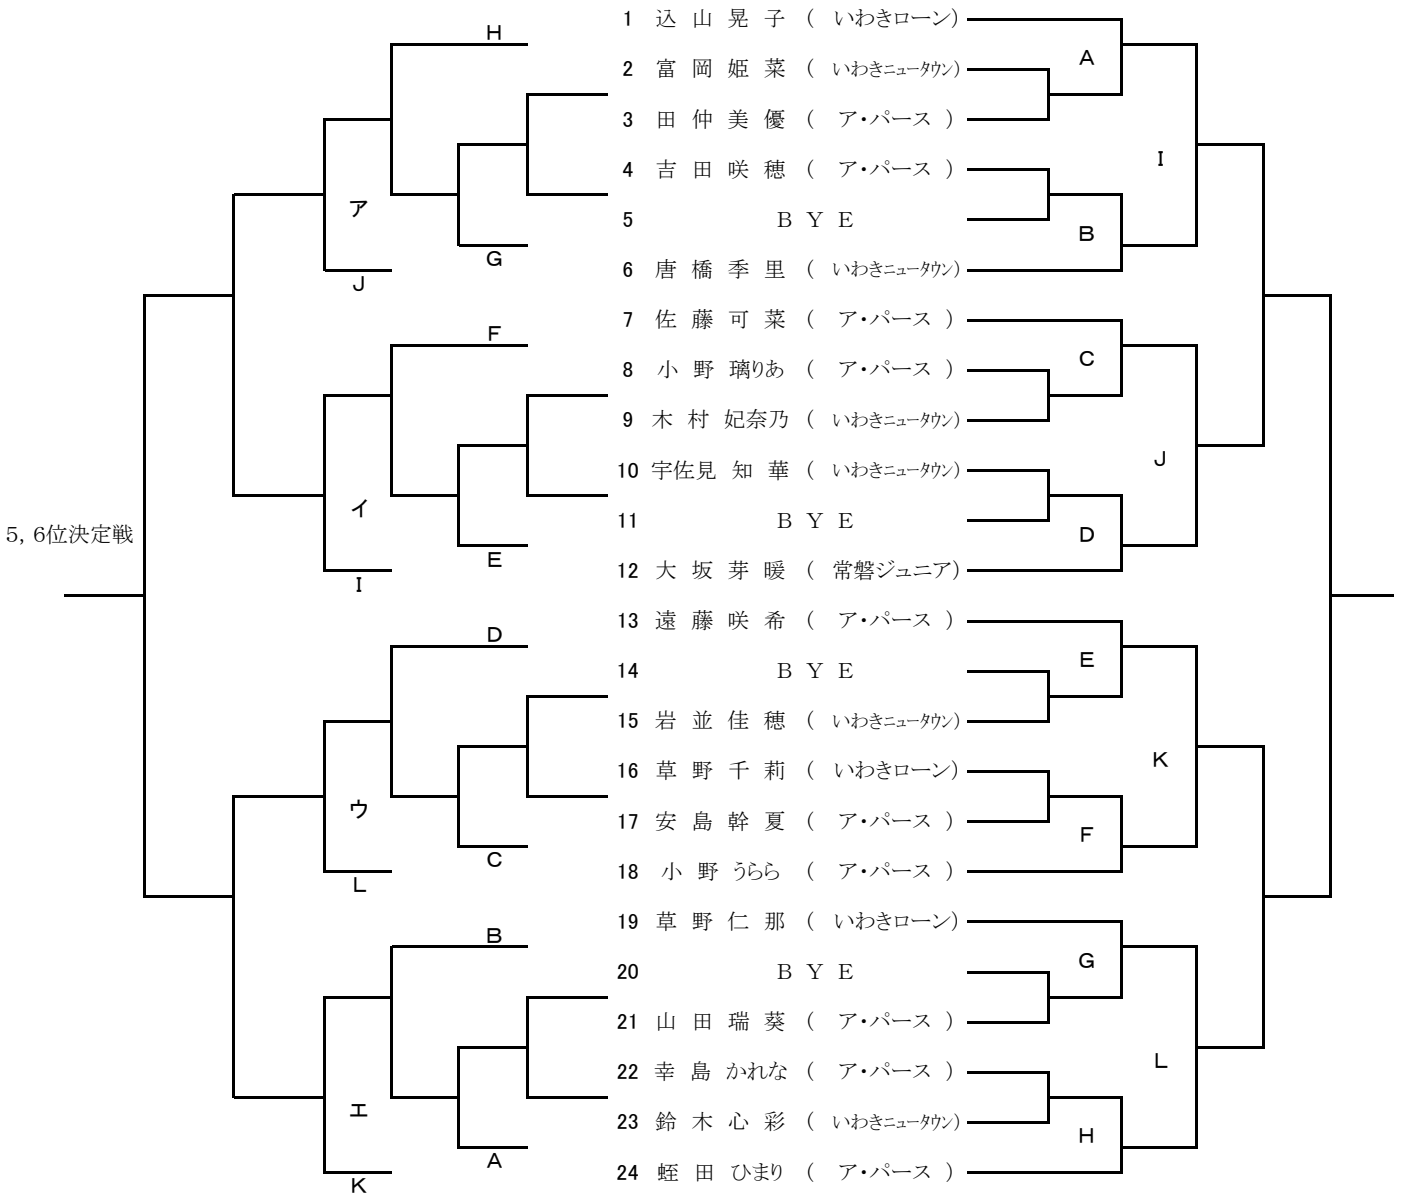 H
1 込 山 晃 子 ( いわきローン)
A
2 富 岡 姫 菜 ( いわきニュータウン)
3 田 仲 美 優 ( ア・パース )
I
4 吉 田 咲 穂 ( ア・パース )
ア
5 B Y E
B
G
6 唐 橋 季 里 ( いわきニュータウン)
J
7 佐 藤 可 菜 ( ア・パース )
F
C
8 小 野 璃りあ ( ア・パース )
9 木 村 妃奈乃 ( いわきニュータウン)
J
10 宇佐見 知 華 ( いわきニュータウン)
イ
11 B Y E
5, 6位決定戦
D
E
12 大 坂 芽 暖 ( 常磐ジュニア)
I
13 遠 藤 咲 希 ( ア・パース )
D
E
14 B Y E
15 岩 並 佳 穂 ( いわきニュータウン)
K
16 草 野 千 莉 ( いわきローン)
ウ
17 安 島 幹 夏 ( ア・パース )
F
C
18 小 野 うらら ( ア・パース )
L
19 草 野 仁 那 ( いわきローン)
B
G
20 B Y E
21 山 田 瑞 葵 ( ア・パース )
L
22 幸 島 かれな ( ア・パース )
エ
23 鈴 木 心 彩 ( いわきニュータウン)
H
A
24 蛭 田 ひまり ( ア・パース )
K